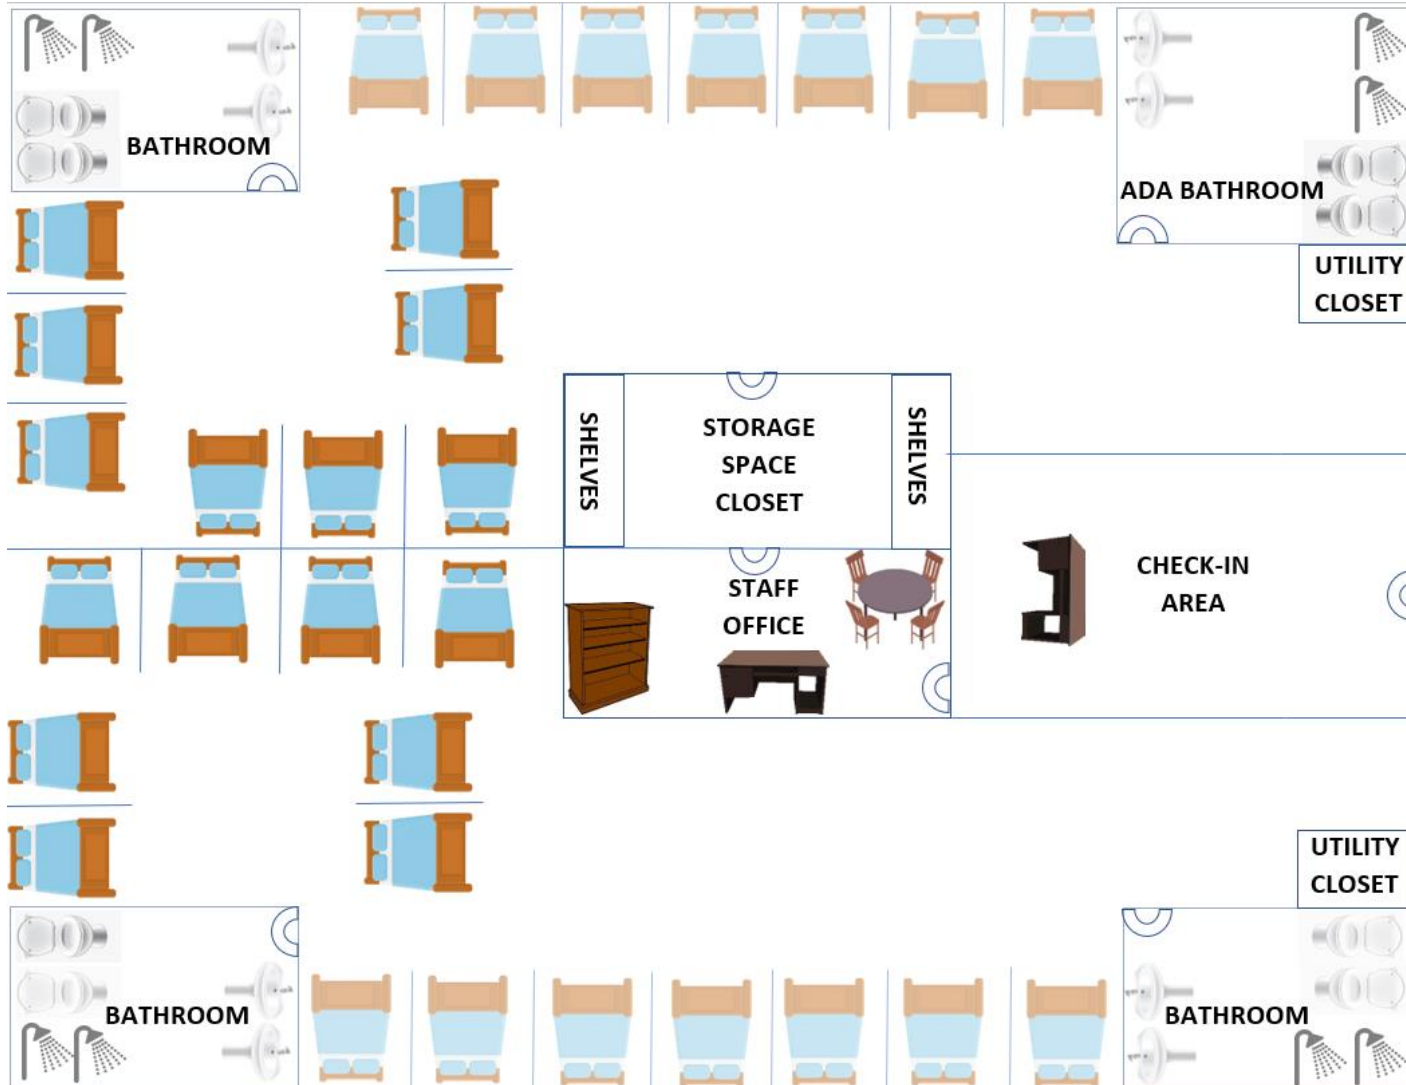 BATHROOM
ADA BATHROOM
UTILITY
CLOSET
SHELVES
STORAGE
SPACE
CLOSET
SHELVES
STAFF
OFFICE
CHECK-IN
AREA
UTILITY
CLOSET
BATHROOM
BATHROOM